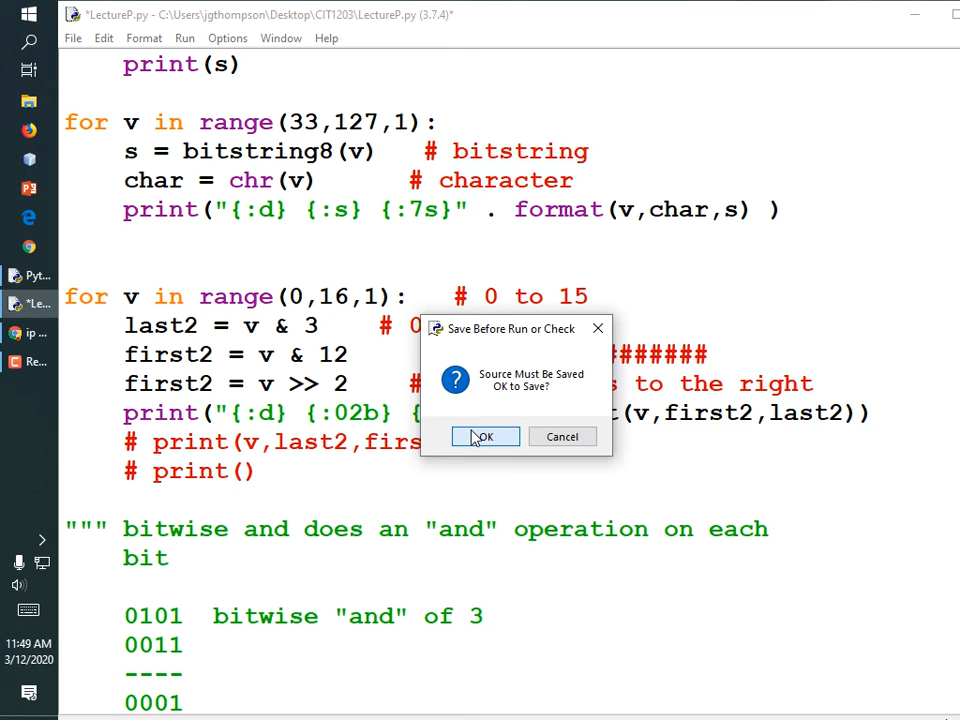 *LectureP.py - C:\Users\jgthompson\Desktop\CIT1203\LectureP.py (3.7.4)*
File Edit Format Run Options Window Help
print(s)
for v in range(33,127,1):
s = bitstring8(v) # bitstring
char = chr(v) # character
print("{:d} {:s} {:7s}" . format(v,char,s) )
for v in range(0,16,1): # 0 to 15
last2 = v & 3 # 0
first2 = v & 12 #######
first2 = v >> 2 # s to the right
print("{:d} {:02b} { t(v,first2,last2))
# print(v,last2,firs
# print()
Save Before Run or Check
Source Must Be Saved
OK to Save?
OK Cancel
""" bitwise and does an "and" operation on each
bit
0101 bitwise "and" of 3
0011
----
0001
Pyt...
*Le...
ip ...
Re...
11:49 AM
3/12/2020